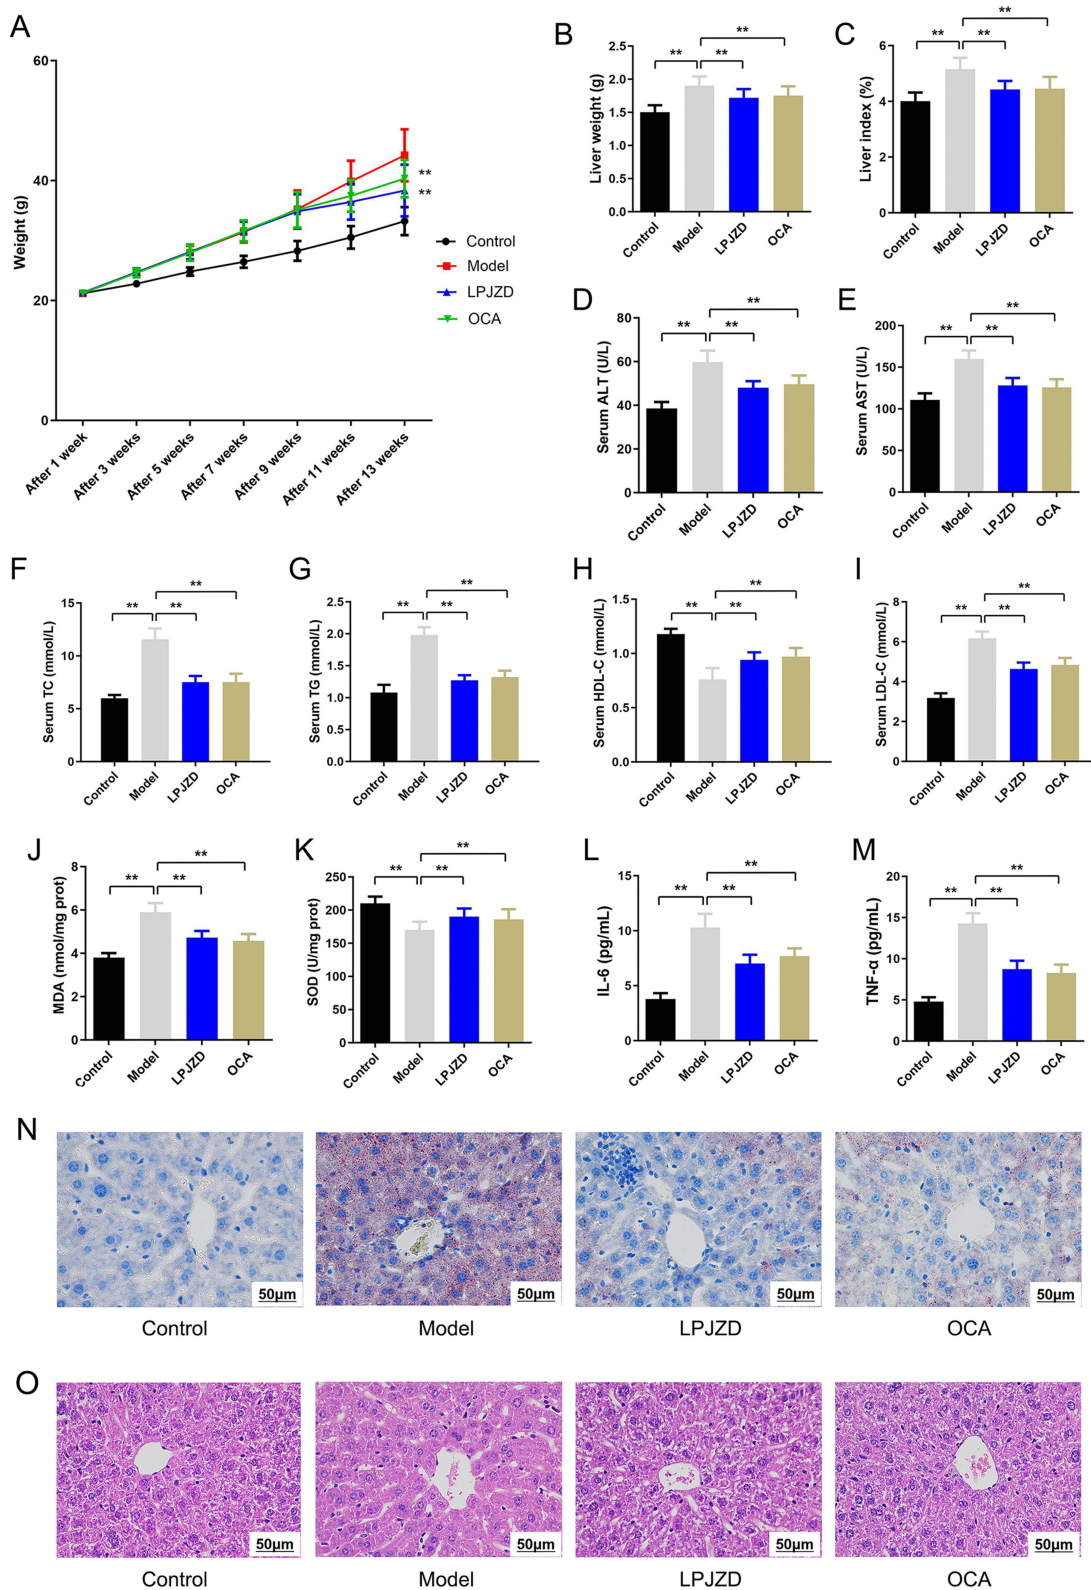 A
60
40
20
0
Weight (g)
**
**
Control
Model
LPJZD
OCA
After 1 week
After 3 weeks
After 5 weeks
After 7 weeks
After 9 weeks
After 11 weeks
After 13 weeks
B
2.5
2.0
1.5
1.0
0.5
0.0
Liver weight (g)
**
**
**
Control
Model
LPJZD
OCA
C
6
4
2
0
Liver index (%)
**
**
**
Control
Model
LPJZD
OCA
D
80
60
40
20
0
Serum ALT (U/L)
**
**
**
Control
Model
LPJZD
OCA
E
200
150
100
50
0
Serum AST (U/L)
**
**
**
Control
Model
LPJZD
OCA
F
15
10
5
0
Serum TC (mmol/L)
**
**
**
Control
Model
LPJZD
OCA
G
2.5
2.0
1.5
1.0
0.5
0.0
Serum TG (mmol/L)
**
**
**
Control
Model
LPJZD
OCA
H
1.5
1.0
0.5
0.0
Serum HDL-C (mmol/L)
**
**
**
Control
Model
LPJZD
OCA
I
8
6
4
2
0
Serum LDL-C (mmol/L)
**
**
**
Control
Model
LPJZD
OCA
J
8
6
4
2
0
MDA (nmol/mg prot)
**
**
**
Control
Model
LPJZD
OCA
K
250
200
150
100
50
0
SOD (U/mg prot)
**
**
**
Control
Model
LPJZD
OCA
L
15
10
5
0
IL-6 (pg/mL)
**
**
**
Control
Model
LPJZD
OCA
M
20
15
10
5
0
TNF-α (pg/mL)
**
**
**
Control
Model
LPJZD
OCA
N
50μm
50μm
50μm
50μm
Control
Model
LPJZD
OCA
O
50μm
50μm
50μm
50μm
Control
Model
LPJZD
OCA